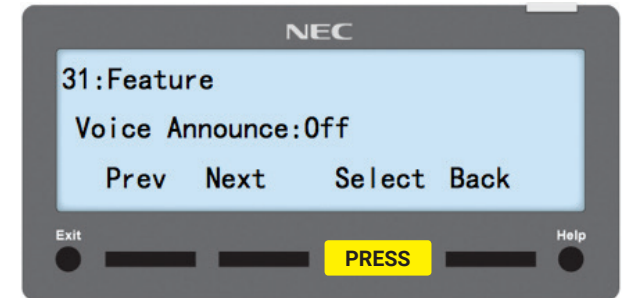 NEC
31:Feature
Voice Announce:Off
Prev Next Select Back
Exit Help
PRESS